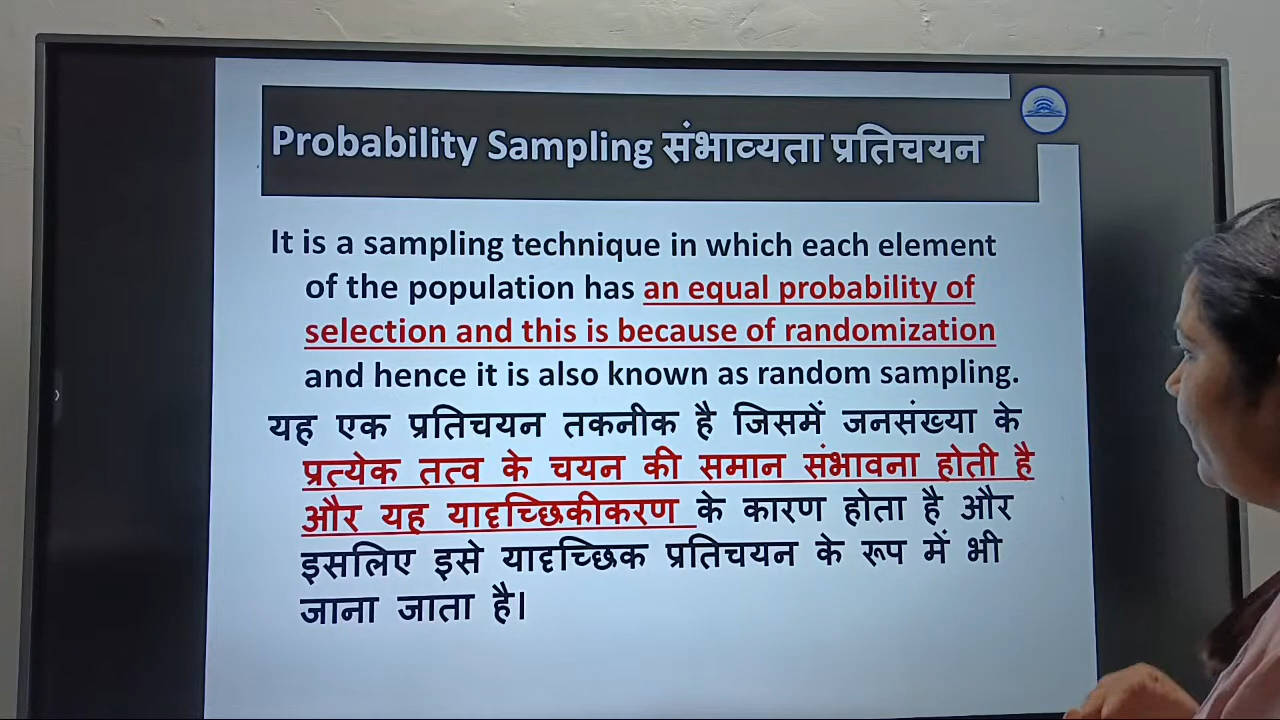 Probability Sampling संभाव्यता प्रतिचयन
It is a sampling technique in which each element
of the population has an equal probability of
selection and this is because of randomization
and hence it is also known as random sampling.
यह एक प्रतिचयन तकनीक है जिसमें जनसंख्या के
प्रत्येक तत्व के चयन की समान संभावना होती है
और यह यादृच्छिकीकरण के कारण होता है और
इसलिए इसे यादृच्छिक प्रतिचयन के रूप में भी
जाना जाता है।